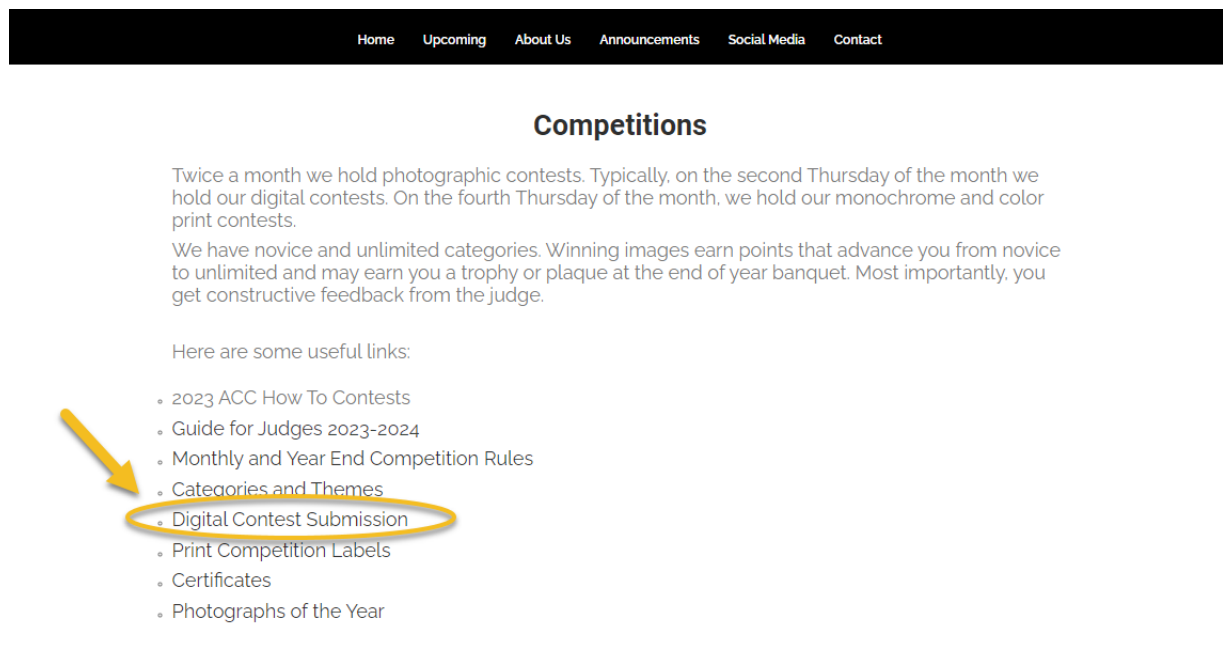 Home Upcoming About Us Announcements Social Media Contact
Competitions
Twice a month we hold photographic contests. Typically, on the second Thursday of the month we
hold our digital contests. On the fourth Thursday of the month, we hold our monochrome and color
print contests.
We have novice and unlimited categories. Winning images earn points that advance you from novice
to unlimited and may earn you a trophy or plaque at the end of year banquet. Most importantly, you
get constructive feedback from the judge.
Here are some useful links:
2023 ACC How To Contests
Guide for Judges 2023-2024
Monthly and Year End Competition Rules
Categories and Themes
Digital Contest Submission
Print Competition Labels
Certificates
Photographs of the Year